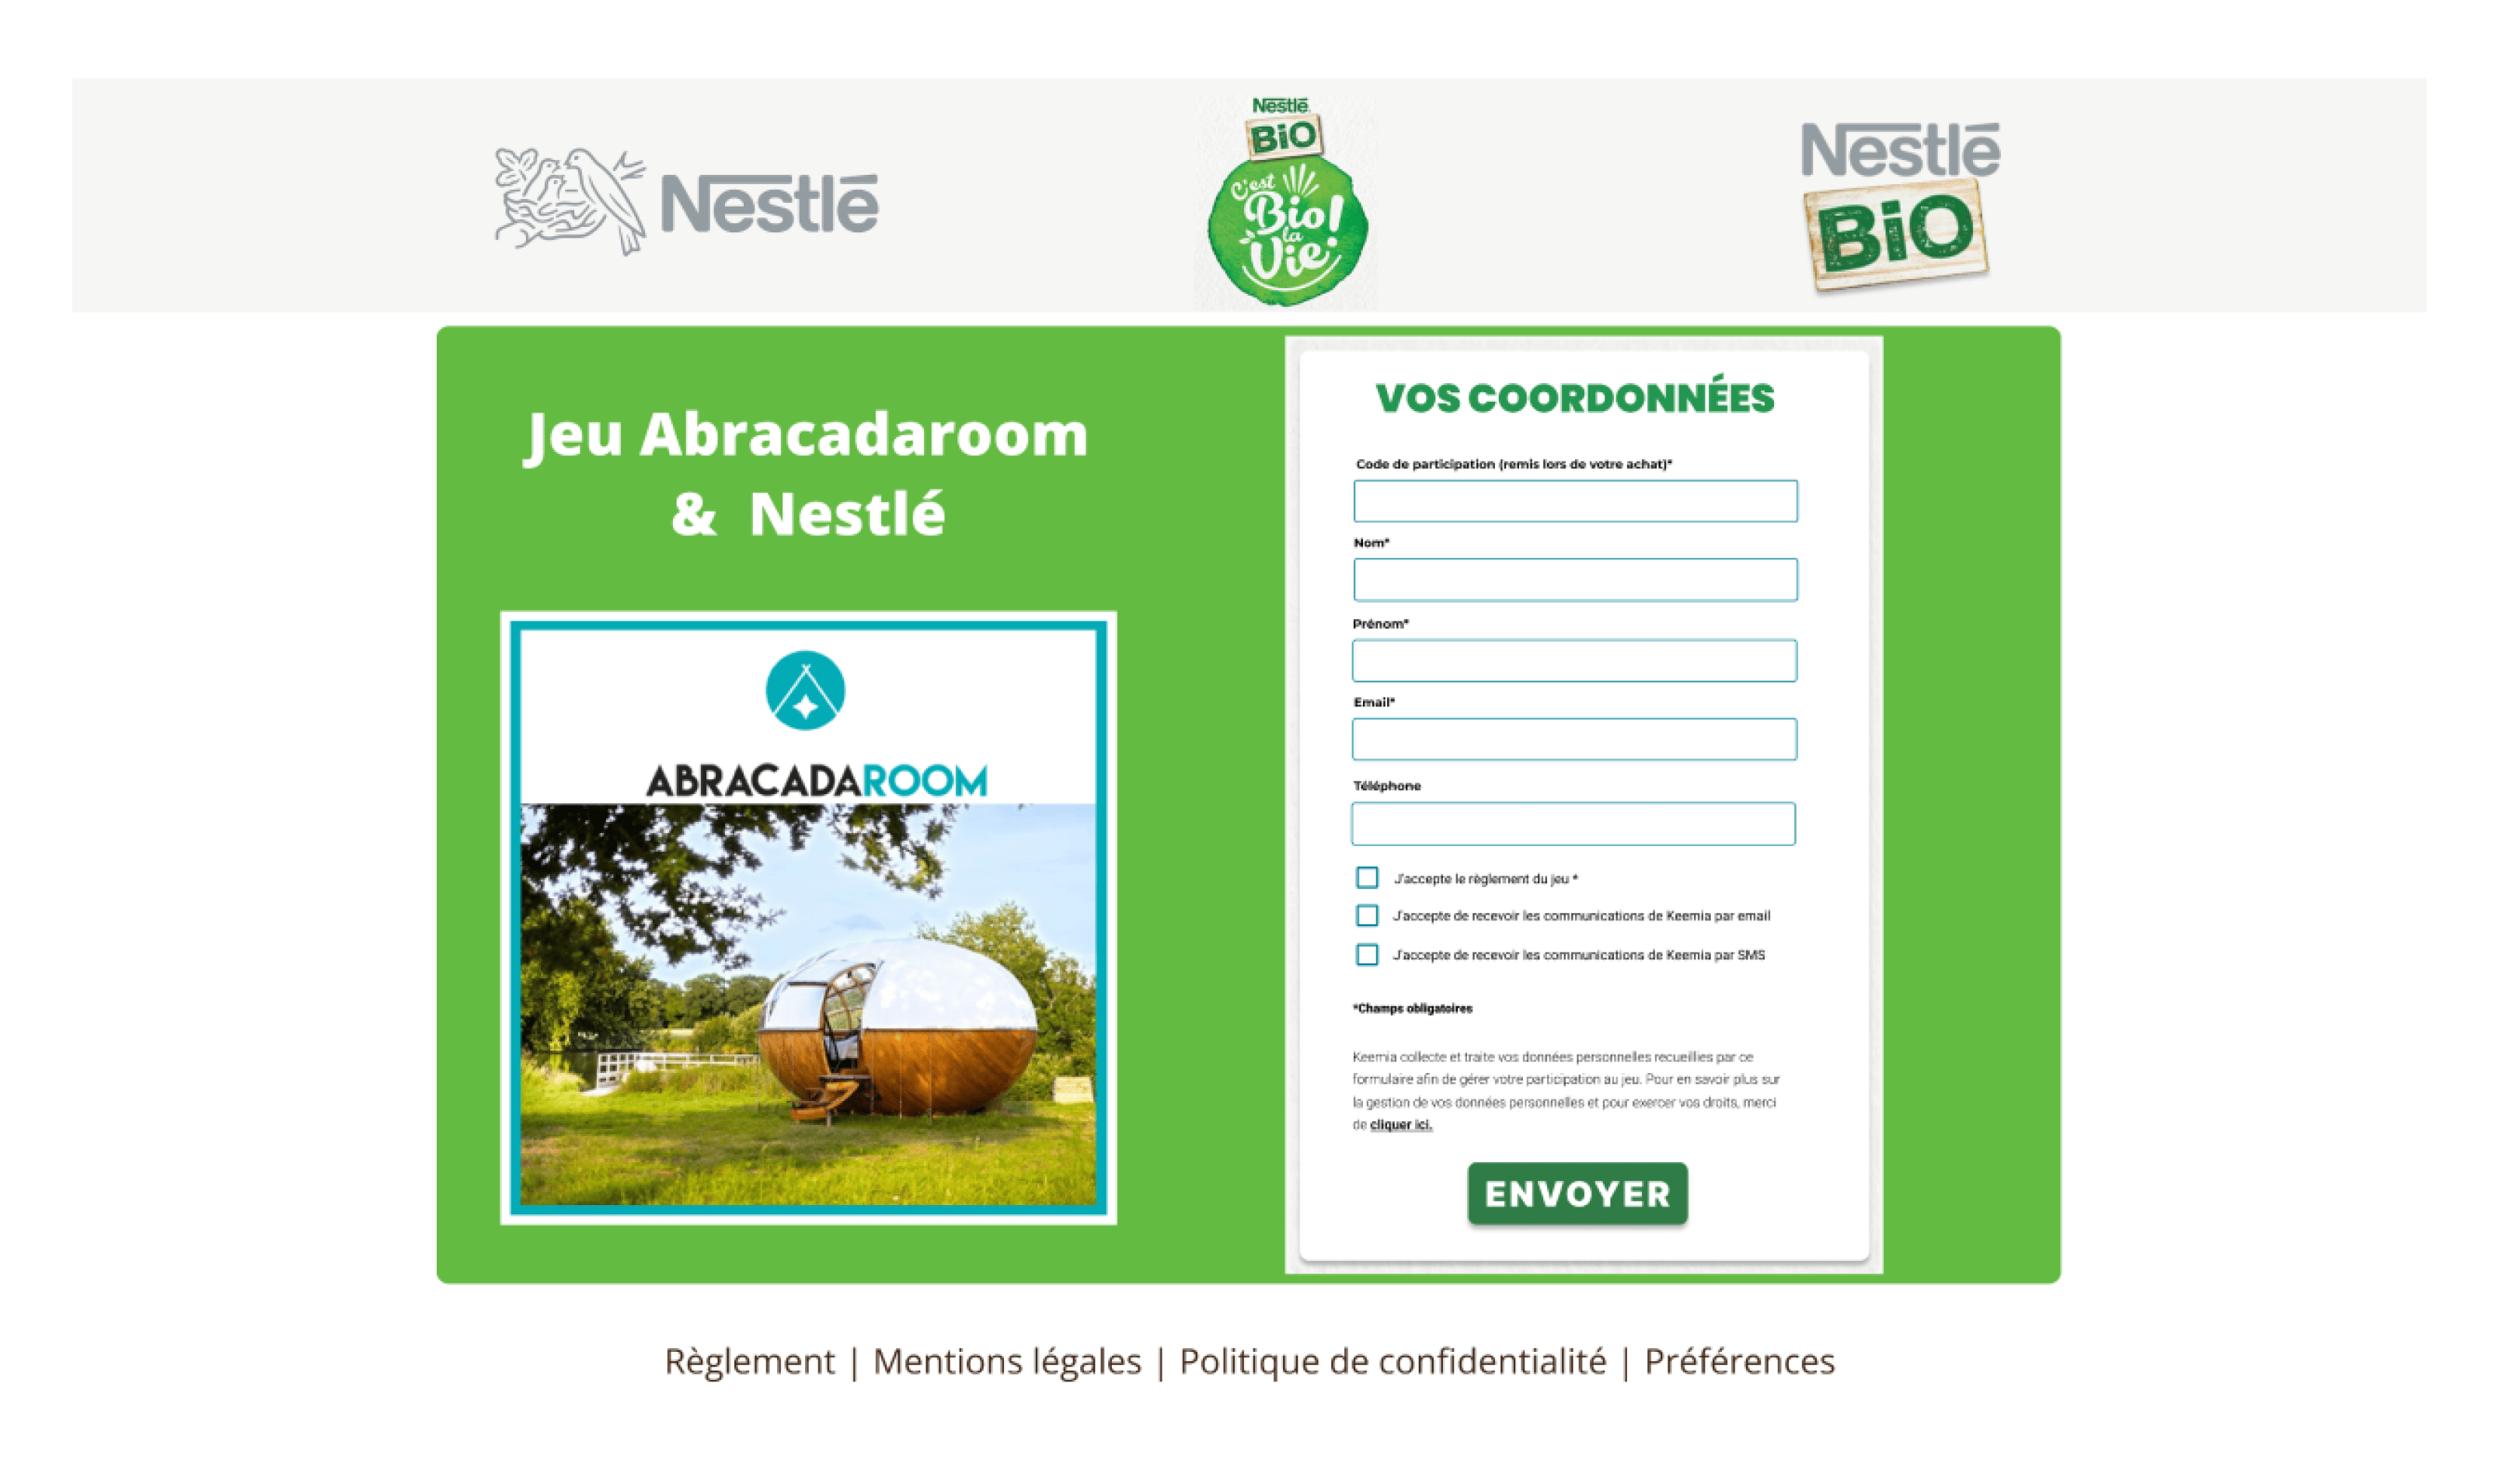 Nestlé
Nestlé
BiO
C'est
Bio!
la
Vie!
Nestlé
BiO
Jeu Abracadaroom
& Nestlé
ABRACADAROOM
VOS COORDONNÉES
Code de participation (remis lors de votre achat)*
Nom*
Prénom*
Email*
Téléphone
J'accepte le règlement du jeu *
J'accepte de recevoir les communications de Keemia par email
J'accepte de recevoir les communications de Keemia par SMS
*Champs obligatoires
Keemia collecte et traite vos données personnelles recueillies par ce
formulaire afin de gérer votre participation au jeu. Pour en savoir plus sur
la gestion de vos données personnelles et pour exercer vos droits, merci
de cliquer ici.
ENVOYER
Règlement | Mentions légales | Politique de confidentialité | Préférences